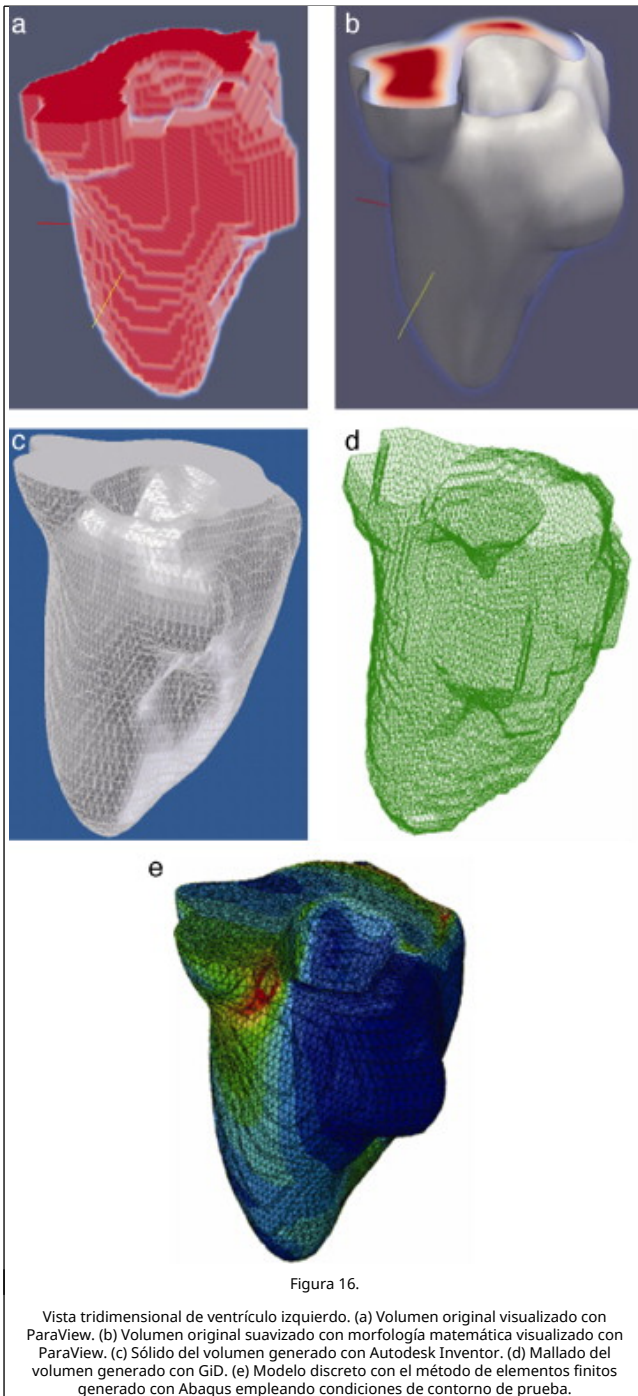 a
b
c
d
e
Figura 16.
Vista tridimensional de ventrículo izquierdo. (a) Volumen original visualizado con
ParaView. (b) Volumen original suavizado con morfología matemática visualizado con
ParaView. (c) Sólido del volumen generado con Autodesk Inventor. (d) Mallado del
volumen generado con GiD. (e) Modelo discreto con el método de elementos finitos
generado con Abaqus empleando condiciones de contorno de prueba.